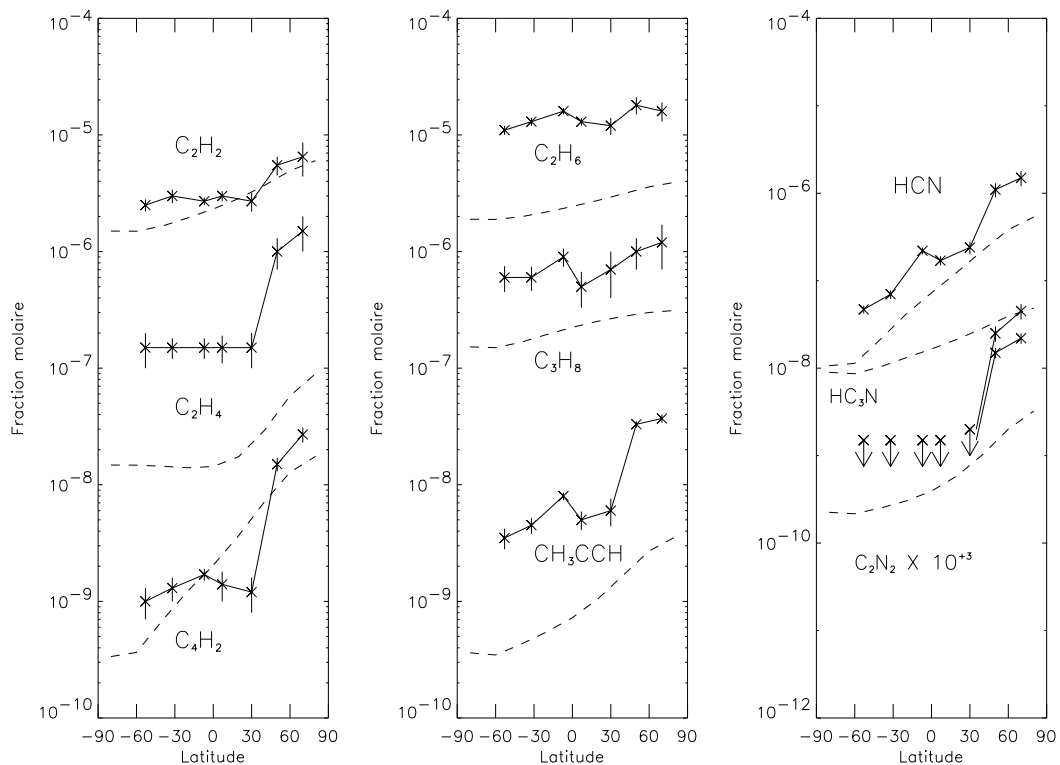 10⁻⁴
10⁻⁵
10⁻⁶
10⁻⁷
10⁻⁸
10⁻⁹
10⁻¹⁰
Fraction molaire
C₂H₂
C₂H₄
C₄H₂
-90 -60 -30 0 30 60 90
Latitude
10⁻⁴
10⁻⁵
10⁻⁶
10⁻⁷
10⁻⁸
10⁻⁹
10⁻¹⁰
Fraction molaire
C₂H₆
C₃H₈
CH₃CCH
-90 -60 -30 0 30 60 90
Latitude
10⁻⁴
10⁻⁶
10⁻⁸
10⁻¹⁰
10⁻¹²
Fraction molaire
HCN
HC₃N
C₂N₂ X 10⁺³
-90 -60 -30 0 30 60 90
Latitude